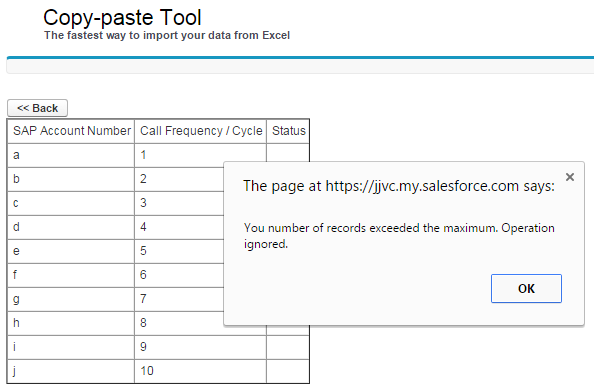 Copy-paste Tool
The fastest way to import your data from Excel
<< Back
SAP Account Number Call Frequency / Cycle Status
a 1
b 2
c 3
d 4
e 5
f 6
g 7
h 8
i 9
j 10
The page at https://jjvc.my.salesforce.com says:
You number of records exceeded the maximum. Operation
ignored.
OK